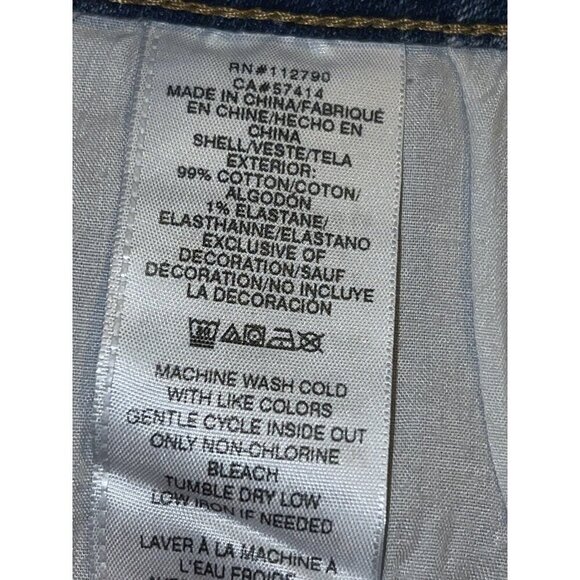 RN#112790
CA#57414
MADE IN CHINA/FABRIQUÉ
EN CHINE/HECHO EN
CHINA
SHELL/VESTE/TELA
EXTERIOR:
99% COTTON/COTON/
ALGODÓN
1% ELASTANE/
ELASTHANNE/ELASTANO
EXCLUSIVE OF
DECORATION/SAUF
DÉCORATION/NO INCLUYE
LA DECORACIÓN
MACHINE WASH COLD
WITH LIKE COLORS
GENTLE CYCLE INSIDE OUT
ONLY NON-CHLORINE
BLEACH
TUMBLE DRY LOW
LOW IRON IF NEEDED
LAVER À LA MACHINE À
L'EAU FROIDE